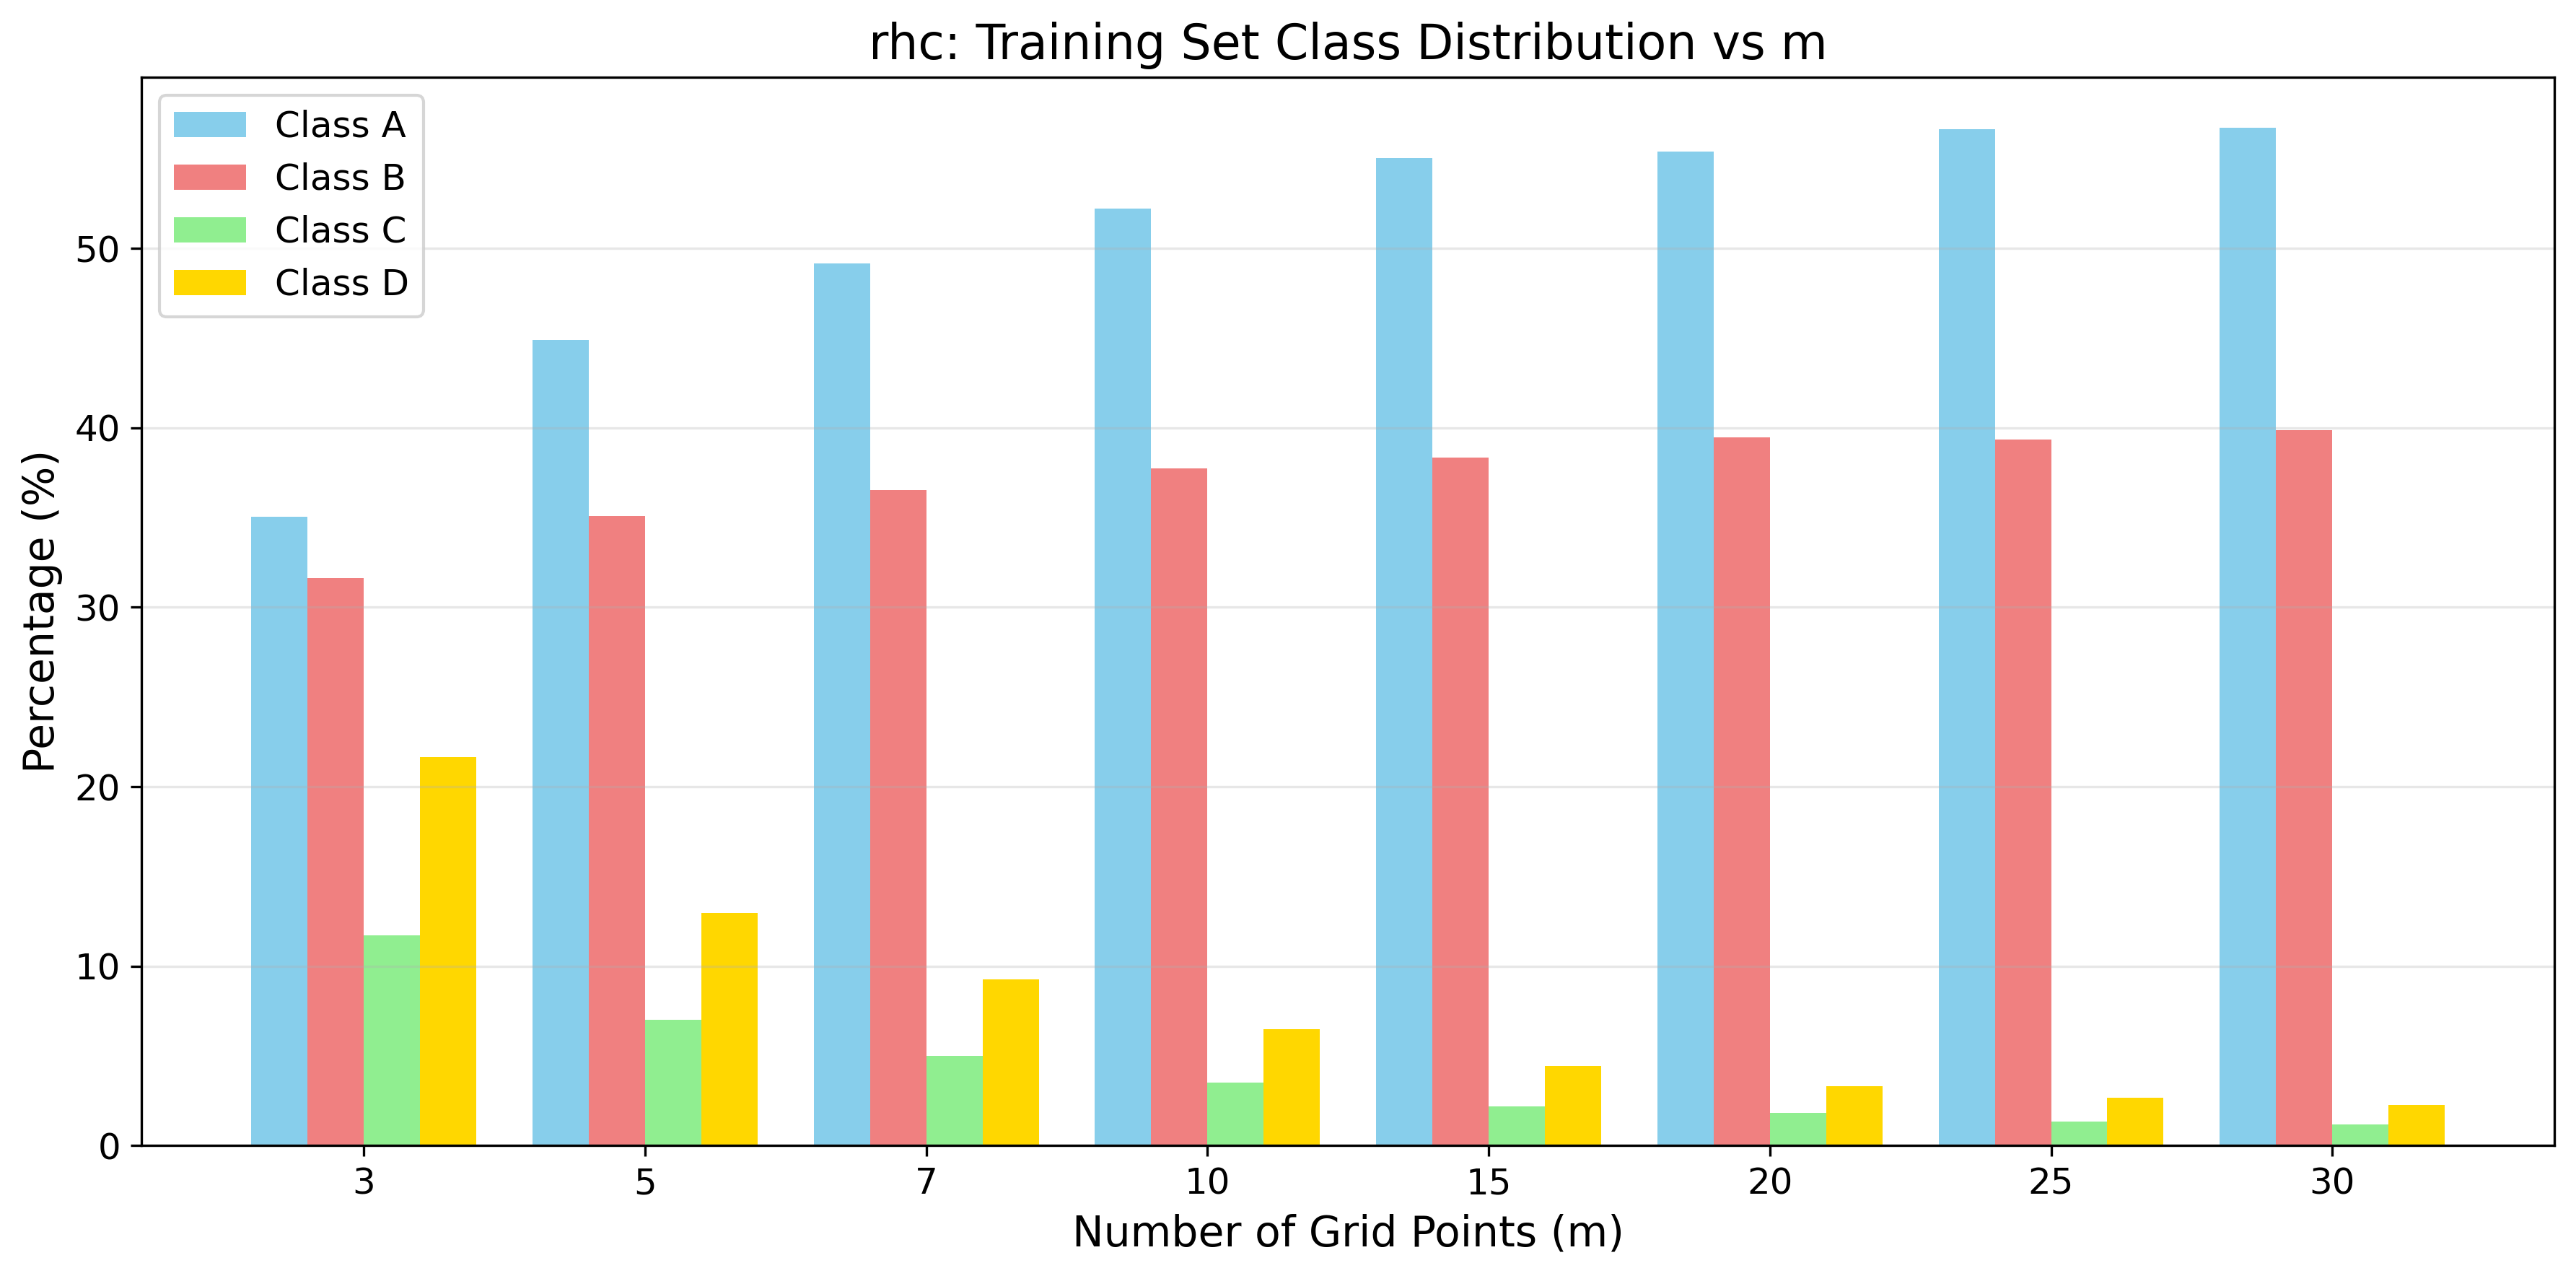 rhc: Training Set Class Distribution vs m
Class A
Class B
Class C
Class D
Percentage (%)
50
40
30
20
10
0
3 5 7 10 15 20 25 30
Number of Grid Points (m)